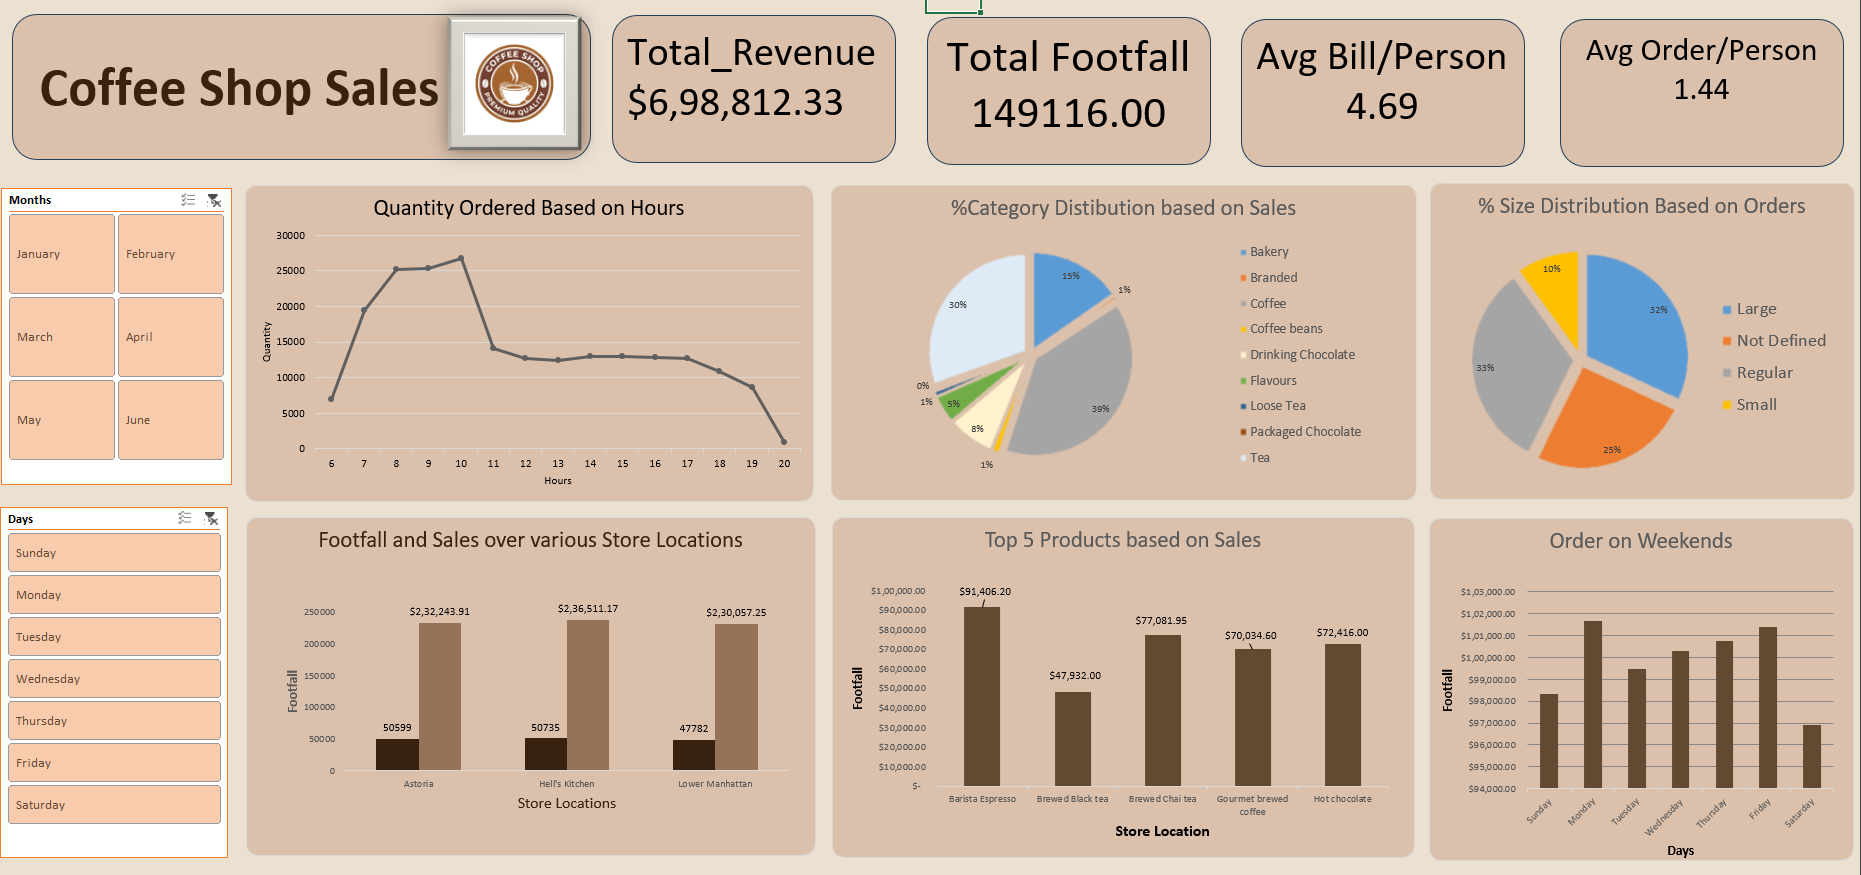 Coffee Shop Sales
COFFEE SHOP
PREMIUM QUALITY
Total_Revenue
$6,98,812.33
Total Footfall
149116.00
Avg Bill/Person
4.69
Avg Order/Person
1.44
Months
January
February
March
April
May
June
Days
Sunday
Monday
Tuesday
Wednesday
Thursday
Friday
Saturday
Quantity Ordered Based on Hours
30000
25000
20000
15000
10000
5000
0
Quantity
6 7 8 9 10 11 12 13 14 15 16 17 18 19 20
Hours
%Category Distibution based on Sales
15%
1%
39%
1%
8%
5%
1%
0%
30%
Bakery
Branded
Coffee
Coffee beans
Drinking Chocolate
Flavours
Loose Tea
Packaged Chocolate
Tea
% Size Distribution Based on Orders
32%
25%
33%
10%
Large
Not Defined
Regular
Small
Footfall and Sales over various Store Locations
250000
200000
150000
100000
50000
0
Footfall
50599
$2,32,243.91
50735
$2,36,511.17
47782
$2,30,057.25
Astoria
Hell's Kitchen
Lower Manhattan
Store Locations
Top 5 Products based on Sales
$1,00,000.00
$90,000.00
$80,000.00
$70,000.00
$60,000.00
$50,000.00
$40,000.00
$30,000.00
$20,000.00
$10,000.00
$-
Footfall
$91,406.20
$47,932.00
$77,081.95
$70,034.60
$72,416.00
Barista Espresso
Brewed Black tea
Brewed Chai tea
Gourmet brewed
coffee
Hot chocolate
Store Location
Order on Weekends
$1,03,000.00
$1,02,000.00
$1,01,000.00
$1,00,000.00
$99,000.00
$98,000.00
$97,000.00
$96,000.00
$95,000.00
$94,000.00
Footfall
Sunday
Monday
Tuesday
Wednesday
Thursday
Friday
Saturday
Days